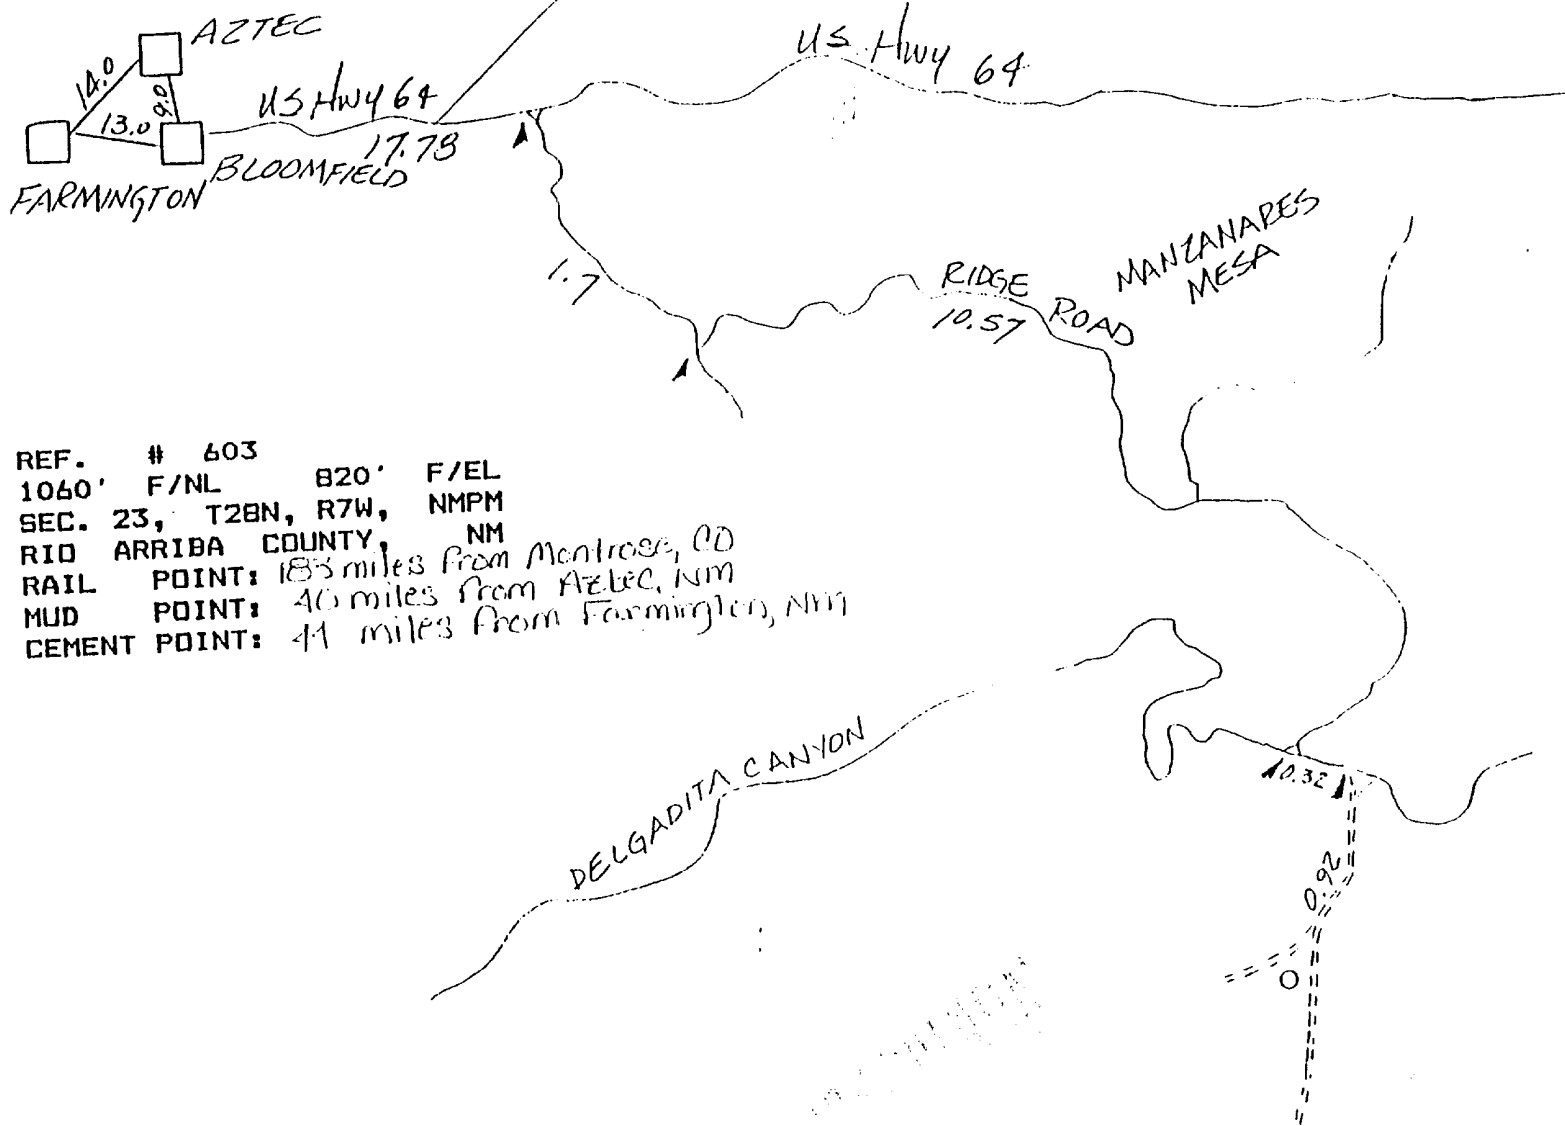 AZTEC
14.0
9.0
13.0
FARMINGTON
BLOOMFIELD
US HWY 64
17.78
US HWY 64
1.7
RIDGE ROAD
10.57
MANZANARES
MESA
REF. # 603
1060' F/NL 820' F/EL
SEC. 23, T28N, R7W, NMPM
RIO ARRIBA COUNTY, NM
RAIL POINT: miles from Montrose, CO
MUD POINT: 40 miles from Aztec, NM
CEMENT POINT: miles from Farmington, NM
DELGADITA CANYON
0.32
0.92